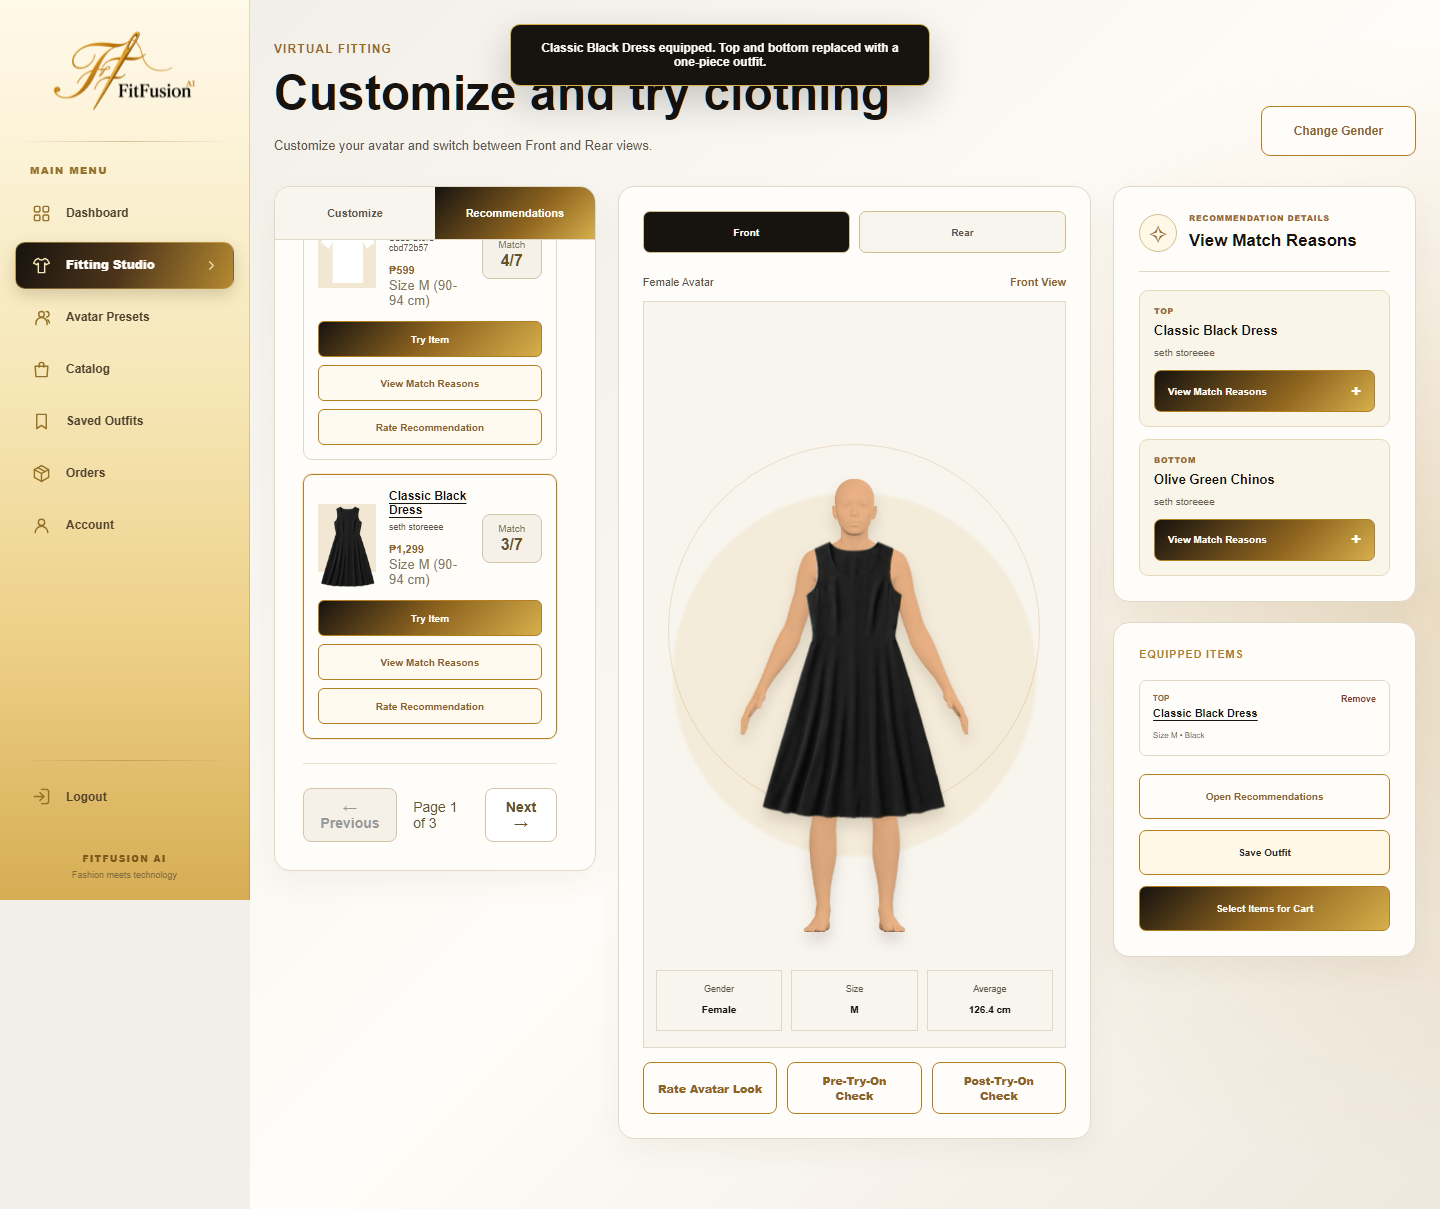 FitFusion AI
MAIN MENU
Dashboard
Fitting Studio
Avatar Presets
Catalog
Saved Outfits
Orders
Account
Logout
FITFUSION AI
Fashion meets technology
VIRTUAL FITTING
Classic Black Dress equipped. Top and bottom replaced with a
one-piece outfit.
Customize and try clothing
Customize your avatar and switch between Front and Rear views.
Change Gender
Customize
Recommendations
cbd72b57
₱599
Size M (90-
94 cm)
Match
4/7
Try Item
View Match Reasons
Rate Recommendation
Classic Black
Dress
seth storeeee
₱1,299
Size M (90-
94 cm)
Match
3/7
Try Item
View Match Reasons
Rate Recommendation
←
Previous
Page 1
of 3
Next
→
Front
Rear
Female Avatar
Front View
Gender
Female
Size
M
Average
126.4 cm
Rate Avatar Look
Pre-Try-On
Check
Post-Try-On
Check
RECOMMENDATION DETAILS
View Match Reasons
TOP
Classic Black Dress
seth storeeee
View Match Reasons +
BOTTOM
Olive Green Chinos
seth storeeee
View Match Reasons +
EQUIPPED ITEMS
TOP
Remove
Classic Black Dress
Size M • Black
Open Recommendations
Save Outfit
Select Items for Cart